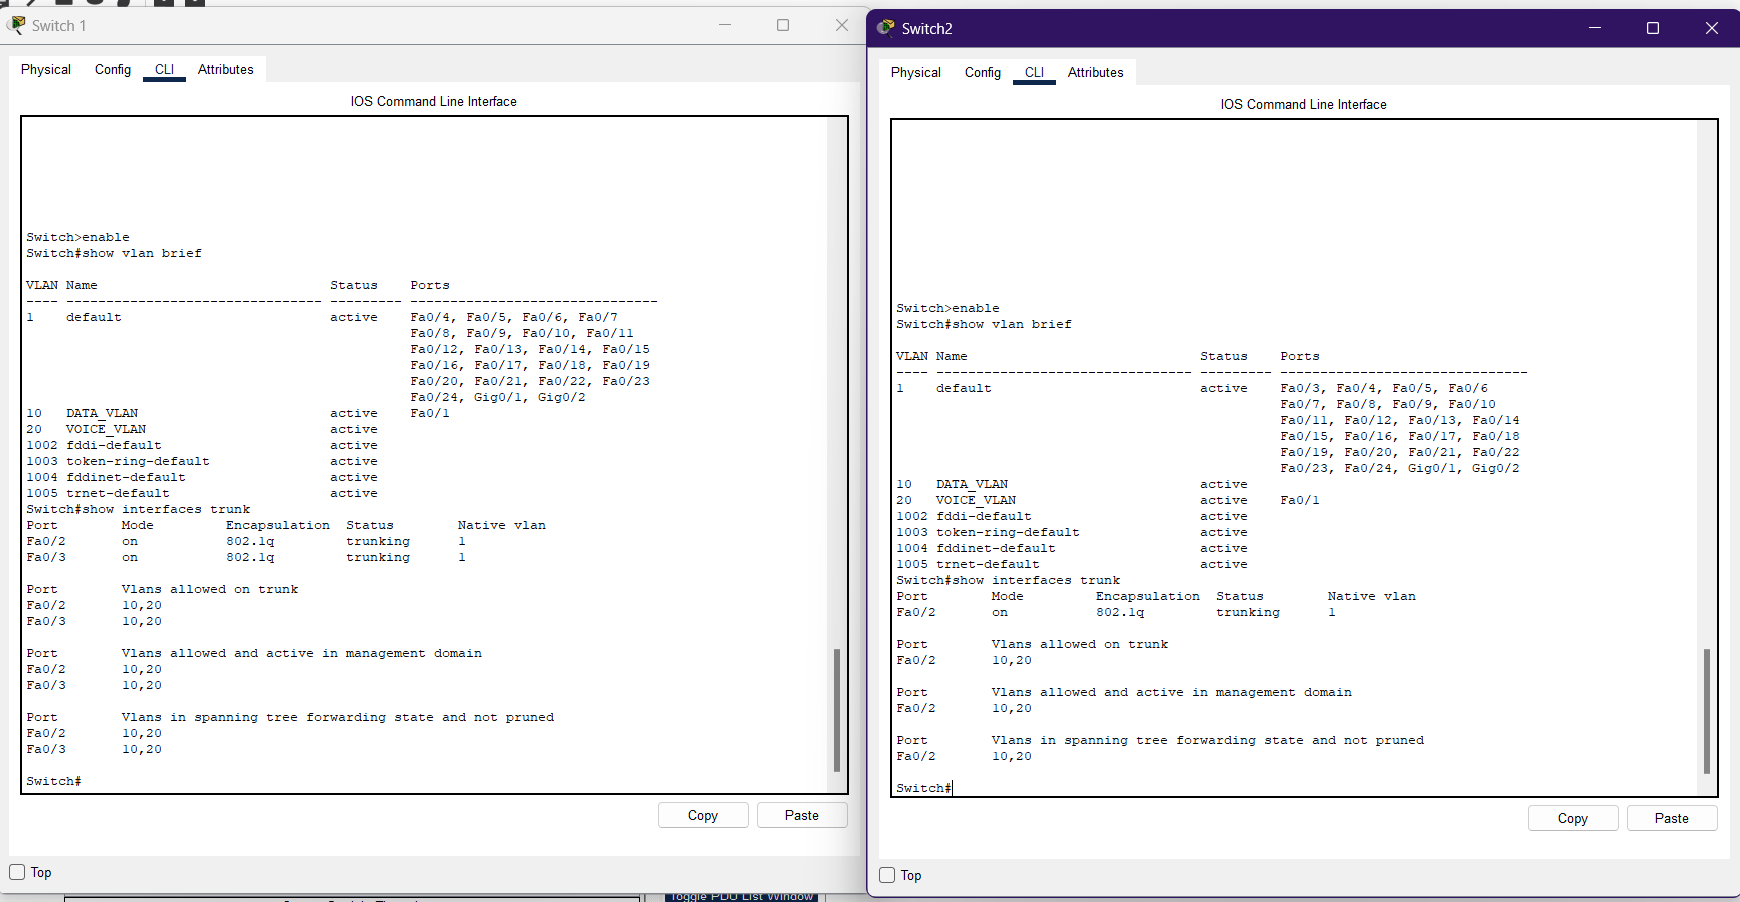 Switch 1
Physical Config CLI Attributes
IOS Command Line Interface
Switch>enable
Switch#show vlan brief
VLAN Name Status Ports
---- -------------------------------- --------- -------------------------------
1 default active Fa0/4, Fa0/5, Fa0/6, Fa0/7
Fa0/8, Fa0/9, Fa0/10, Fa0/11
Fa0/12, Fa0/13, Fa0/14, Fa0/15
Fa0/16, Fa0/17, Fa0/18, Fa0/19
Fa0/20, Fa0/21, Fa0/22, Fa0/23
Fa0/24, Gig0/1, Gig0/2
10 DATA_VLAN active Fa0/1
20 VOICE_VLAN active
1002 fddi-default active
1003 token-ring-default active
1004 fddinet-default active
1005 trnet-default active
Switch#show interfaces trunk
Port Mode Encapsulation Status Native vlan
Fa0/2 on 802.1q trunking 1
Fa0/3 on 802.1q trunking 1
Port Vlans allowed on trunk
Fa0/2 10,20
Fa0/3 10,20
Port Vlans allowed and active in management domain
Fa0/2 10,20
Fa0/3 10,20
Port Vlans in spanning tree forwarding state and not pruned
Fa0/2 10,20
Fa0/3 10,20
Switch#
Copy Paste
Top
Switch2
Physical Config CLI Attributes
IOS Command Line Interface
Switch>enable
Switch#show vlan brief
VLAN Name Status Ports
---- -------------------------------- --------- -------------------------------
1 default active Fa0/3, Fa0/4, Fa0/5, Fa0/6
Fa0/7, Fa0/8, Fa0/9, Fa0/10
Fa0/11, Fa0/12, Fa0/13, Fa0/14
Fa0/15, Fa0/16, Fa0/17, Fa0/18
Fa0/19, Fa0/20, Fa0/21, Fa0/22
Fa0/23, Fa0/24, Gig0/1, Gig0/2
10 DATA_VLAN active
20 VOICE_VLAN active Fa0/1
1002 fddi-default active
1003 token-ring-default active
1004 fddinet-default active
1005 trnet-default active
Switch#show interfaces trunk
Port Mode Encapsulation Status Native vlan
Fa0/2 on 802.1q trunking 1
Port Vlans allowed on trunk
Fa0/2 10,20
Port Vlans allowed and active in management domain
Fa0/2 10,20
Port Vlans in spanning tree forwarding state and not pruned
Fa0/2 10,20
Switch#
Copy Paste
Top
Toggle PDU List Window